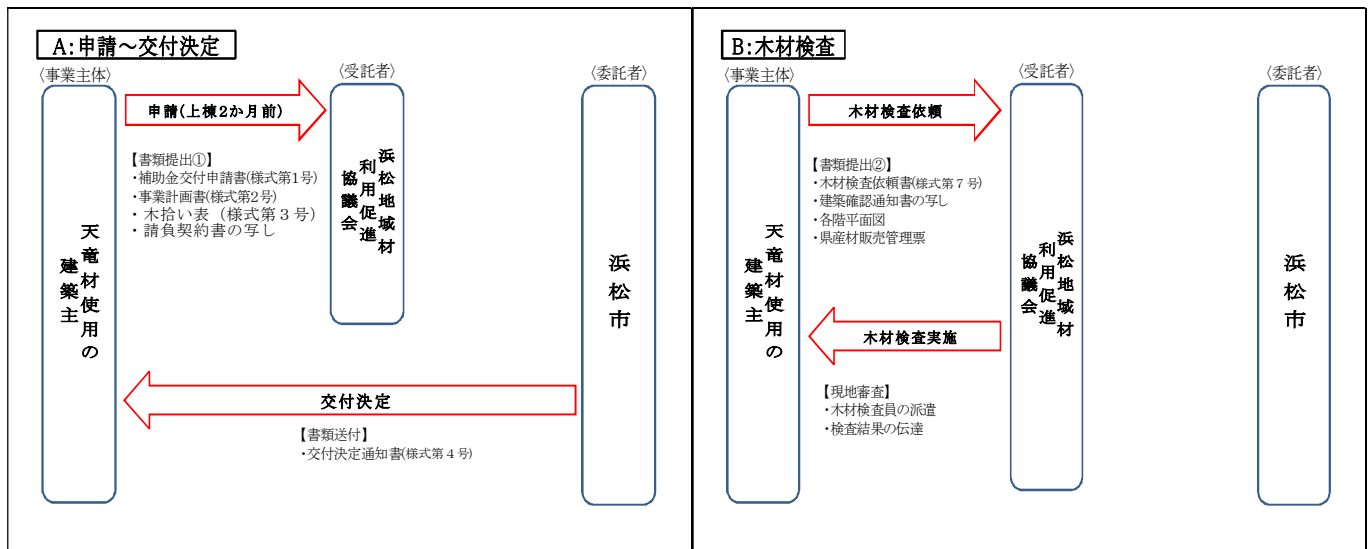 A:申請～交付決定
〈事業主体〉
〈受託者〉
〈委託者〉
申請(上棟2か月前)
【書類提出①】
・補助金交付申請書(様式第1号)
・事業計画書(様式第2号)
・木拾い表（様式第３号）
・請負契約書の写し
天竜材使用の
建築主
浜松地域材
利用促進
協議会
浜松市
交付決定
【書類送付】
・交付決定通知書(様式第４号)
B:木材検査
〈事業主体〉
〈受託者〉
〈委託者〉
木材検査依頼
【書類提出②】
・木材検査依頼書(様式第７号)
・建築確認通知書の写し
・各階平面図
・県産材販売管理票
天竜材使用の
建築主
浜松地域材
利用促進
協議会
浜松市
木材検査実施
【現地審査】
・木材検査員の派遣
・検査結果の伝達